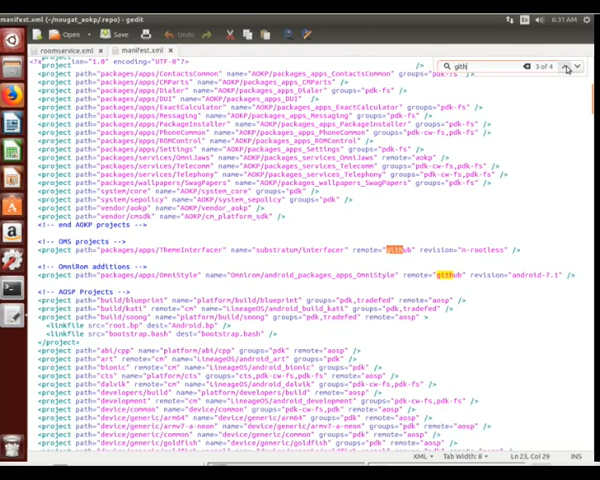 manifest.xml (~/nougat_aokp/.repo) - gedit
En
6:31 AM
Open
Save
Undo
roomservice.xml
manifest.xml
<?x
ion="1.0" encoding="UTF-8"?>
/>
gith
3 of 4
<project path="packages/apps/ContactsCommon" name="AOKP/packages_apps_ContactsCommon" groups="pdk-fs" />
<project path="packages/apps/CMParts" name="AOKP/packages_apps_CMParts" groups="pdk-fs" />
<project path="packages/apps/Dialer" name="AOKP/packages_apps_Dialer" groups="pdk-fs" />
<project path="packages/apps/DUI" name="AOKP/packages_apps_DUI" groups="pdk-fs" />
<project path="packages/apps/ExactCalculator" name="AOKP/packages_apps_ExactCalculator" groups="pdk-fs" />
<project path="packages/apps/Messaging" name="AOKP/packages_apps_Messaging" groups="pdk-fs" />
<project path="packages/apps/PackageInstaller" name="AOKP/packages_apps_PackageInstaller" groups="pdk-fs" />
<project path="packages/apps/PhoneCommon" name="AOKP/packages_apps_PhoneCommon" groups="pdk-cw-fs,pdk-fs" />
<project path="packages/apps/ROMControl" name="AOKP/packages_apps_ROMControl" groups="pdk-fs" />
<project path="packages/apps/Settings" name="AOKP/packages_apps_Settings" groups="pdk-fs" />
<project path="packages/services/OmniJaws" name="AOKP/packages_services_OmniJaws" remote="aokp" />
<project path="packages/services/Telecomm" name="AOKP/packages_services_Telecomm" groups="pdk-cw-fs,pdk-fs" />
<project path="packages/services/Telephony" name="AOKP/packages_services_Telephony" groups="pdk-cw-fs,pdk-fs" />
<project path="packages/wallpapers/SwagPapers" name="AOKP/packages_wallpapers_SwagPapers" groups="pdk-fs" />
<project path="system/core" name="AOKP/system_core" groups="pdk" />
<project path="system/sepolicy" name="AOKP/system_sepolicy" groups="pdk" />
<project path="vendor/aokp" name="AOKP/vendor_aokp" />
<project path="vendor/cmsdk" name="AOKP/cm_platform_sdk" />
<!-- end AOKP projects -->
<!-- OMS projects -->
<project path="packages/apps/ThemeInterfacer" name="substratum/interfacer" remote="github" revision="n-rootless" />
<!-- OmniRom additions -->
<project path="packages/apps/OmniStyle" name="Omnirom/android_packages_apps_OmniStyle" remote="github" revision="android-7.1" />
<!-- AOSP Projects -->
<project path="build/blueprint" name="platform/build/blueprint" groups="pdk,tradefed" remote="aosp" />
<project path="build/kati" remote="cm" name="LineageOS/android_build_kati" groups="pdk,tradefed" />
<project path="build/soong" name="platform/build/soong" groups="pdk,tradefed" remote="aosp" >
<linkfile src="root.bp" dest="Android.bp" />
<linkfile src="bootstrap.bash" dest="bootstrap.bash" />
</project>
<project path="abi/cpp" name="platform/abi/cpp" groups="pdk" remote="aosp" />
<project path="art" remote="cm" name="LineageOS/android_art" groups="pdk" />
<project path="bionic" remote="cm" name="LineageOS/android_bionic" groups="pdk" />
<project path="cts" name="platform/cts" groups="cts,pdk-cw-fs,pdk-fs" remote="aosp" />
<project path="dalvik" remote="cm" name="LineageOS/android_dalvik" groups="pdk" />
<project path="developers/build" name="platform/developers/build" remote="aosp" />
<project path="development" remote="cm" name="LineageOS/android_development" groups="pdk" />
<project path="device/common" name="device/common" groups="pdk-cw-fs,pdk-fs" remote="aosp" />
<project path="device/generic/arm64" name="device/generic/arm64" groups="pdk" remote="aosp" />
<project path="device/generic/armv7-a-neon" name="device/generic/armv7-a-neon" groups="pdk" remote="aosp" />
<project path="device/generic/common" name="device/generic/common" groups="pdk" remote="aosp" />
<project path="device/generic/goldfish" name="device/generic/goldfish" groups="pdk" remote="aosp" />
XML
Tab Width: 8
Ln 23, Col 29
INS